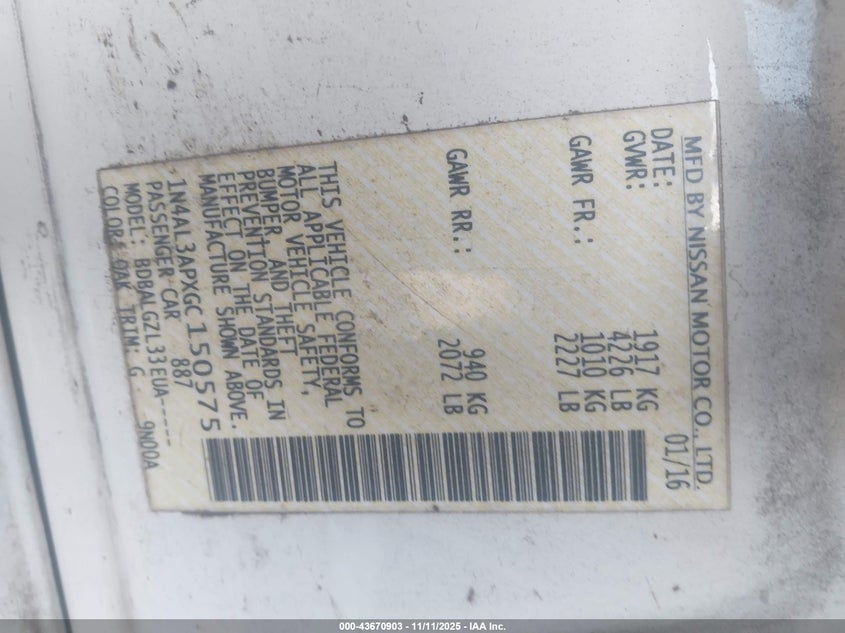 MFD BY NISSAN MOTOR CO., LTD.
DATE: 01/16
GVWR: 1917 KG
4226 LB
GAWR FR.: 1010 KG
2227 LB
GAWR RR.: 940 KG
2072 LB
THIS VEHICLE CONFORMS TO
ALL APPLICABLE FEDERAL
MOTOR VEHICLE SAFETY,
BUMPER, AND THEFT
PREVENTION STANDARDS IN
EFFECT ON THE DATE OF
MANUFACTURE SHOWN ABOVE.
1N4AL3APXGC150575
PASSENGER CAR 887
MODEL: BDBALGZL33EUA-----
COLOR: QAK TRIM: G 9N00A
000-43670903 - 11/11/2025 - IAA Inc.